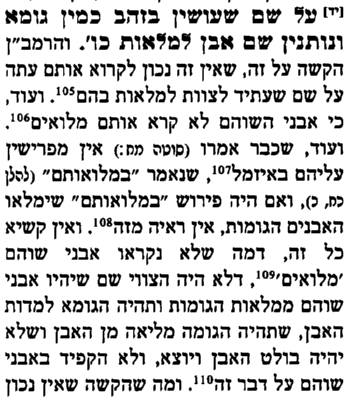 [יד] על שם שעושין בזהב כמין גומא
ונותנין שם אבן למלאות כו'. והרמב"ן
הקשה על זה, שאין זה נכון לקרוא אותם עתה
על שם שעתיד לצוות למלאות בהם105. ועוד,
כי אבני השוהם לא קרא אותם מלואים106.
ועוד, שכבר אמרו (סוטה מח:) אין מפרישין
עליהם באיזמל107, שנאמר "במלואותם" (להלן
כח, כ), ואם היה פירוש "במלואותם" שימלאו
האבנים הגומות, אין ראיה מזה108. ואין קשיא
כל זה, דמה שלא נקראו אבני שוהם
'מלואים'109, דלא היה הצווי שם שיהיו אבני
שוהם ממלאות הגומות ותהיה הגומא למדות
האבן, שתהיה הגומה מליאה מן האבן ושלא
יהיה בולט האבן ויוצא, ולא הקפיד באבני
שוהם על דבר זה110. ומה שהקשה שאין נכון